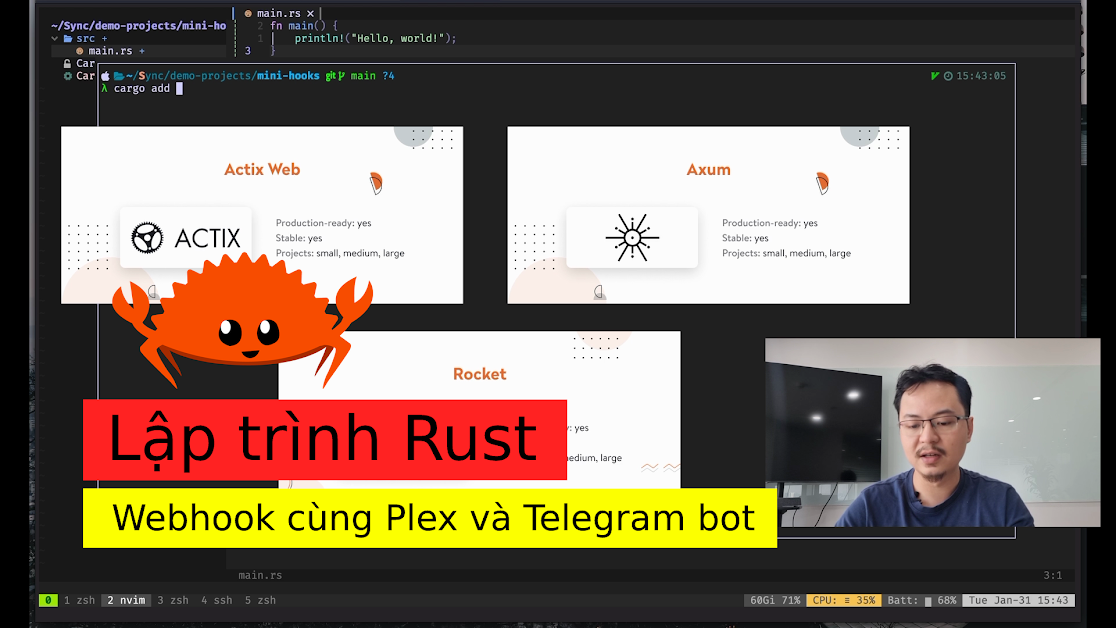 main.rs ✕
~/Sync/demo-projects/mini-ho
2 fn main() {
src +
1 println!("Hello, world!");
main.rs +
3 }
Car
Car
~/Sync/demo-projects/mini-hooks git main ?4
15:43:05
λ cargo add
Actix Web
ACTIX
Production-ready: yes
Stable: yes
Projects: small, medium, large
Axum
Production-ready: yes
Stable: yes
Projects: small, medium, large
Rocket
: yes
edium, large
Lập trình Rust
Webhook cùng Plex và Telegram bot
main.rs 3:1
0 1 zsh 2 nvim 3 zsh 4 ssh 5 zsh 60Gi 71% CPU: ≡ 35% Batt: 68% Tue Jan-31 15:43